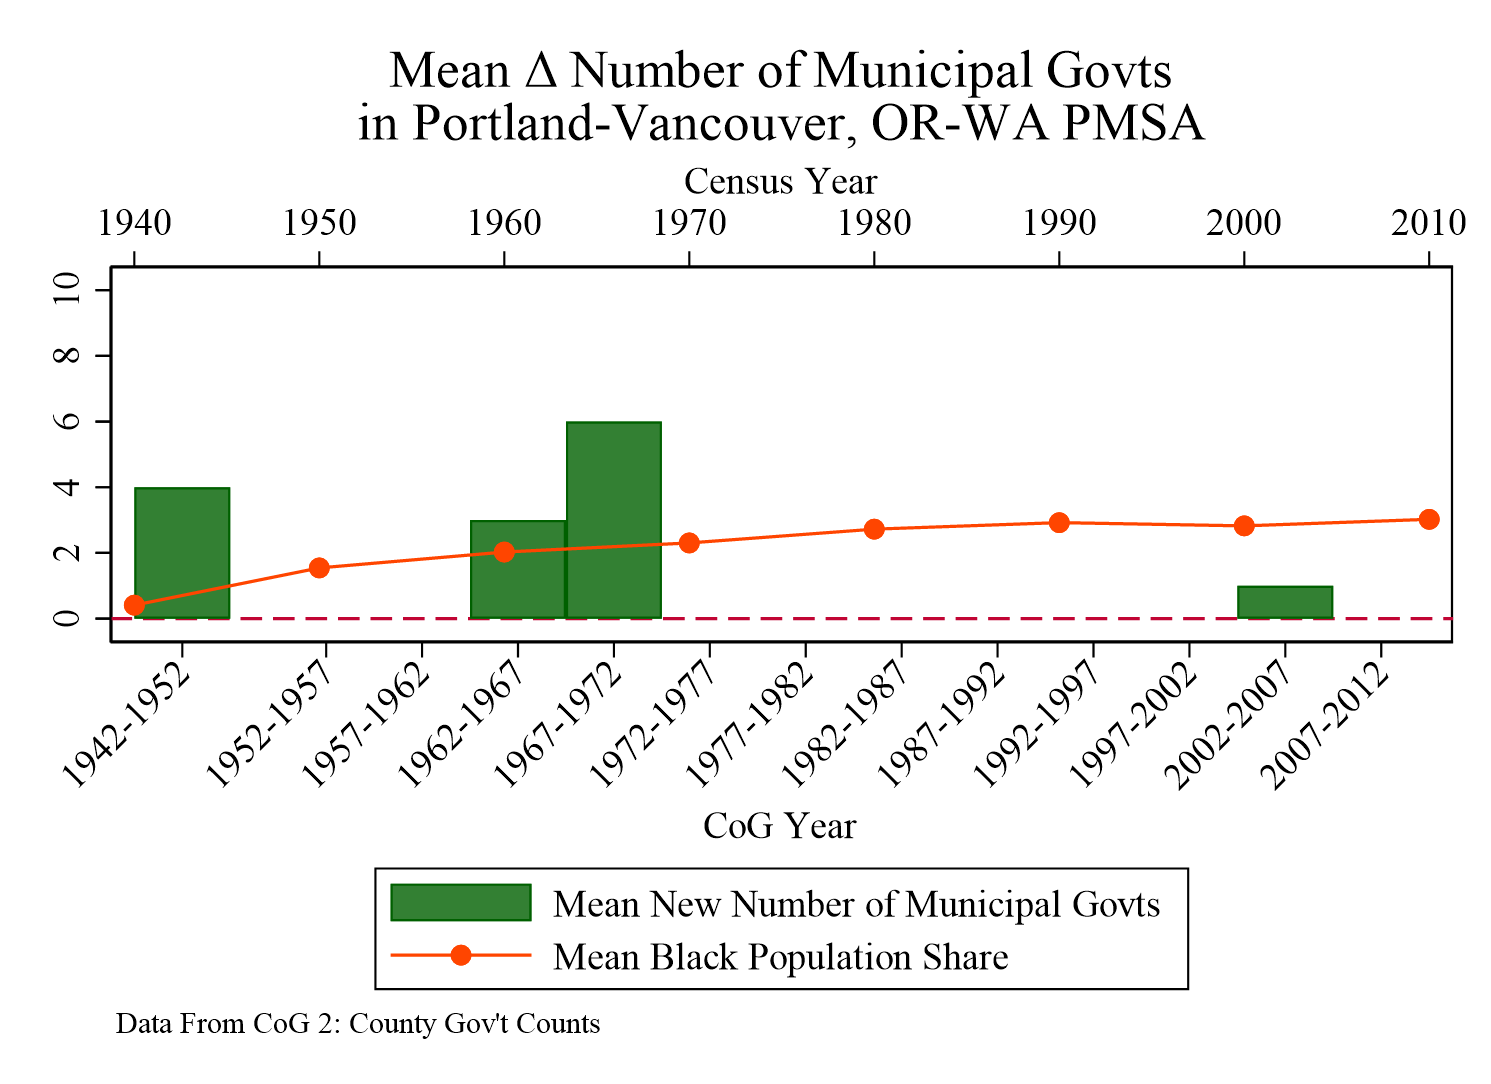 Mean Δ Number of Municipal Govts
in Portland-Vancouver, OR-WA PMSA
Census Year
1940 1950 1960 1970 1980 1990 2000 2010
10
8
6
4
2
0
1942-1952 1952-1957 1957-1962 1962-1967 1967-1972 1972-1977 1977-1982 1982-1987 1987-1992 1992-1997 1997-2002 2002-2007 2007-2012
CoG Year
Mean New Number of Municipal Govts
Mean Black Population Share
Data From CoG 2: County Gov't Counts